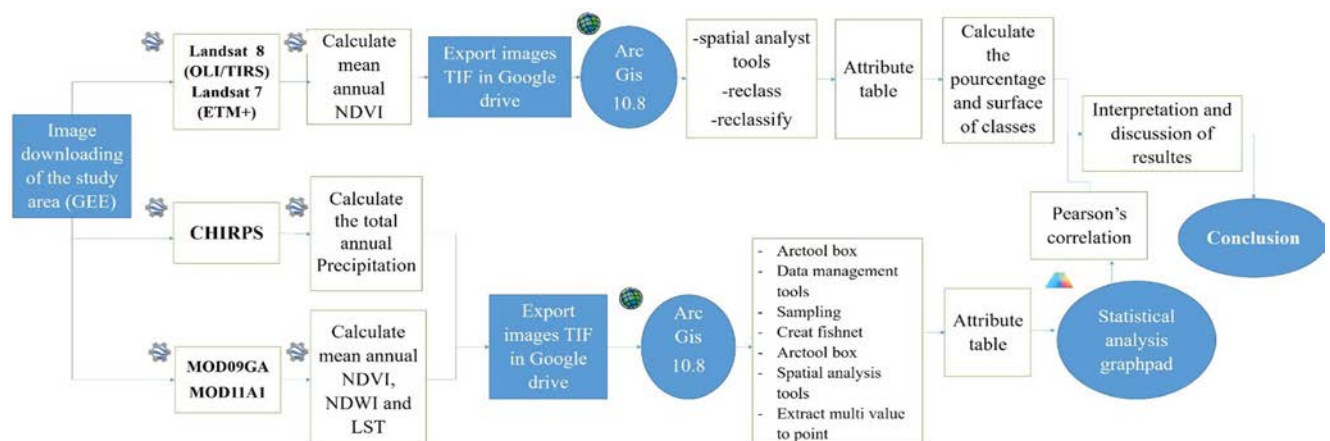 Image
downloading
of the study
area (GEE)
Landsat 8
(OLI/TIRS)
Landsat 7
(ETM+)
Calculate
mean
annual
NDVI
Export images
TIF in Google
drive
Arc
Gis
10.8
-spatial analyst
tools
-reclass
-reclassify
Attribute
table
Calculate
the
pourcentage
and surface
of classes
Interpretation and
discussion of
resultes
Conclusion
CHIRPS
Calculate
the total
annual
Precipitation
MOD09GA
MOD11A1
Calculate
mean annual
NDVI,
NDWI and
LST
Export
images TIF
in Google
drive
Arc
Gis
10.8
- Arctool box
- Data management
tools
- Sampling
- Creat fishnet
- Arctool box
- Spatial analysis
tools
- Extract multi value
to point
Attribute
table
Statistical
analysis
graphpad
Pearson's
correlation